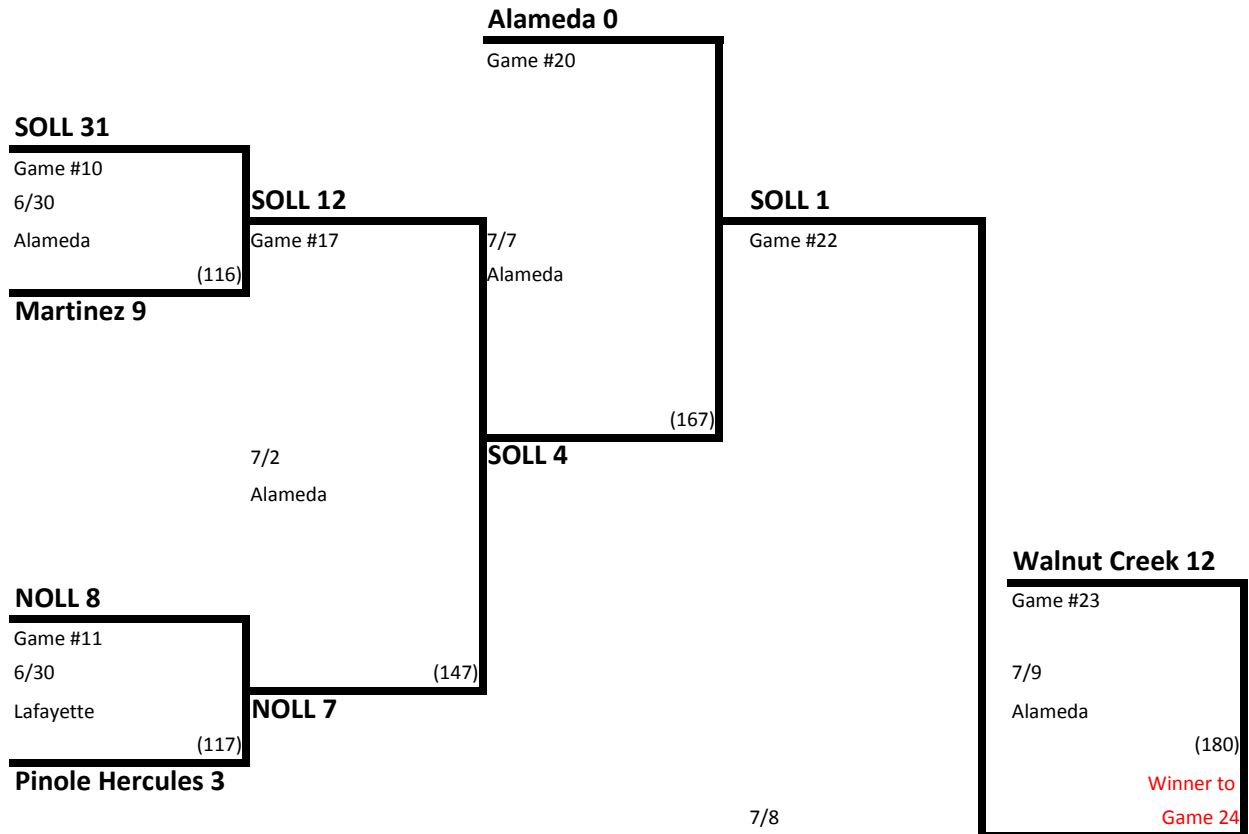 Alameda 0
Game #20
SOLL 31
Game #10
6/30
SOLL 12
SOLL 1
Alameda
Game #17
7/7
Game #22
(116)
Alameda
Martinez 9
(167)
7/2
SOLL 4
Alameda
Walnut Creek 12
NOLL 8
Game #23
Game #11
6/30
(147)
7/9
Lafayette
NOLL 7
Alameda
(117)
(180)
Pinole Hercules 3
Winner to
7/8
Game 24